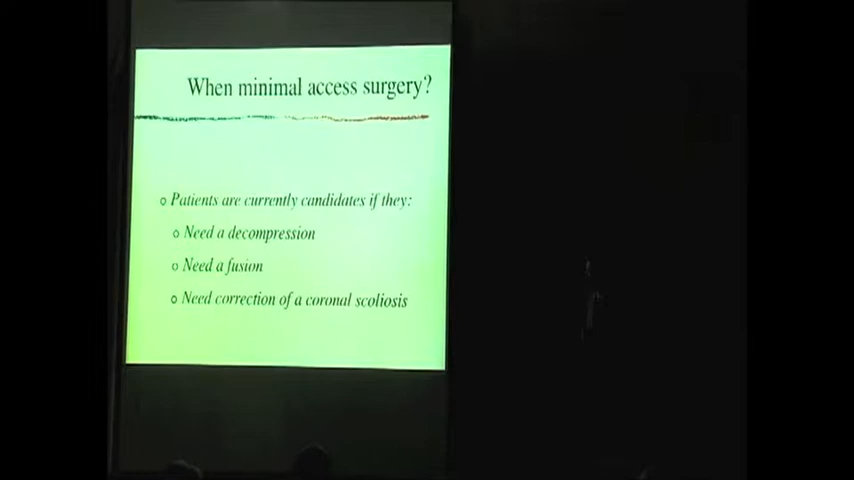 When minimal access surgery?
Patients are currently candidates if they:
Need a decompression
Need a fusion
Need correction of a coronal scoliosis